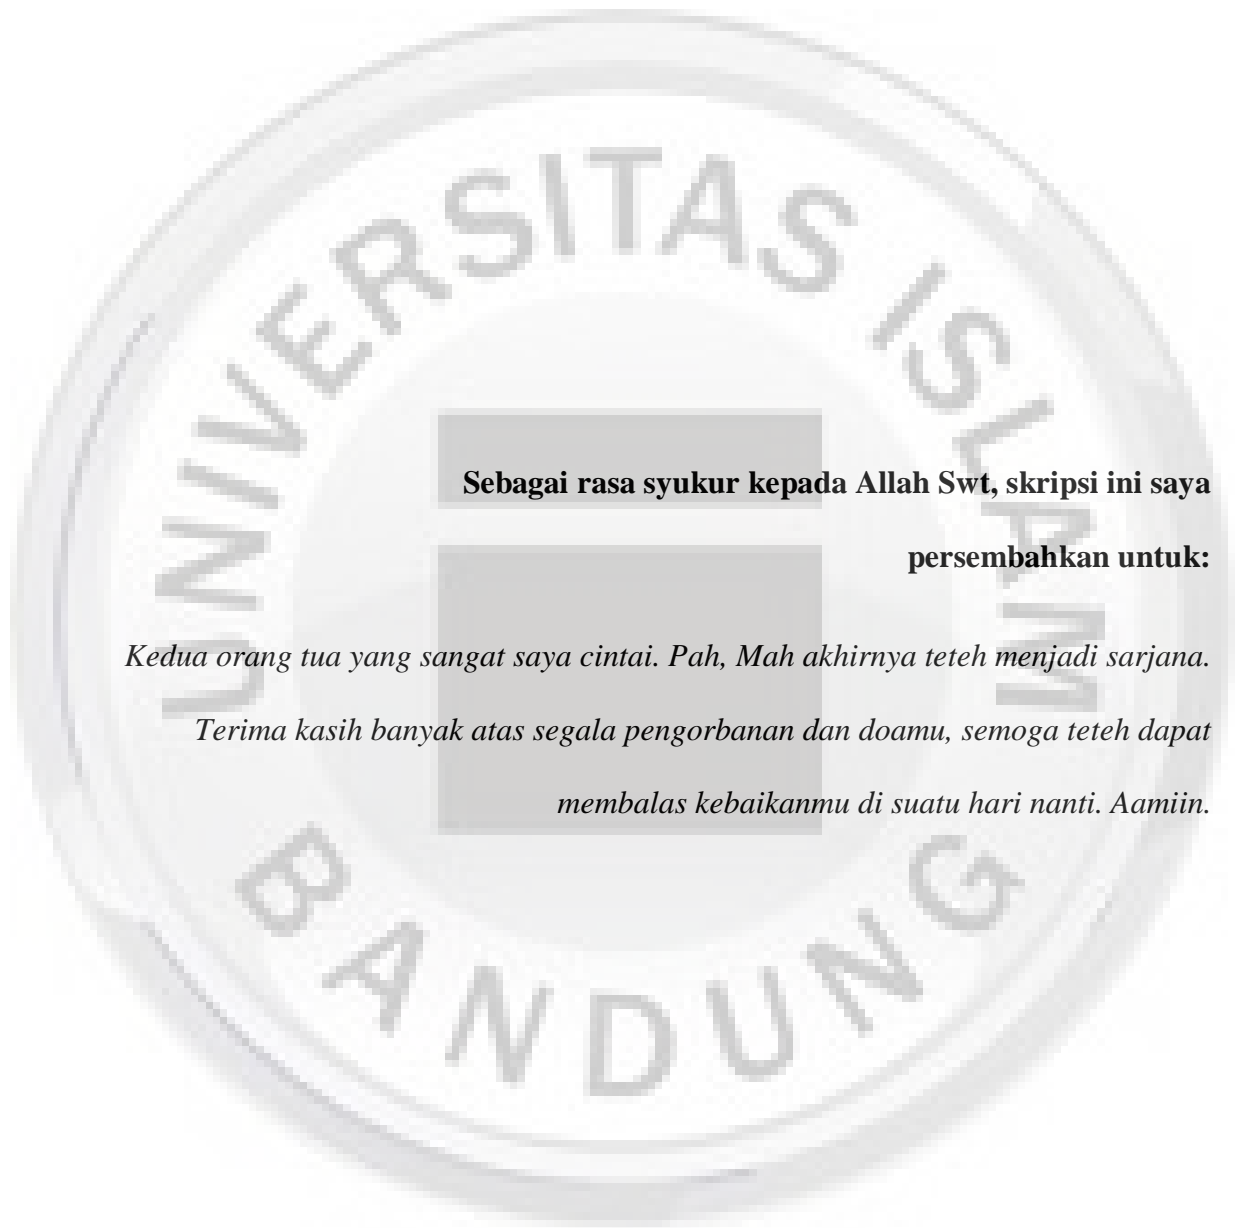 UNIVERSITAS ISLAM
Sebagai rasa syukur kepada Allah Swt, skripsi ini saya
persembahkan untuk:
Kedua orang tua yang sangat saya cintai. Pah, Mah akhirnya teteh menjadi sarjana.
Terima kasih banyak atas segala pengorbanan dan doamu, semoga teteh dapat
membalas kebaikanmu di suatu hari nanti. Aamiin.
BANDUNG